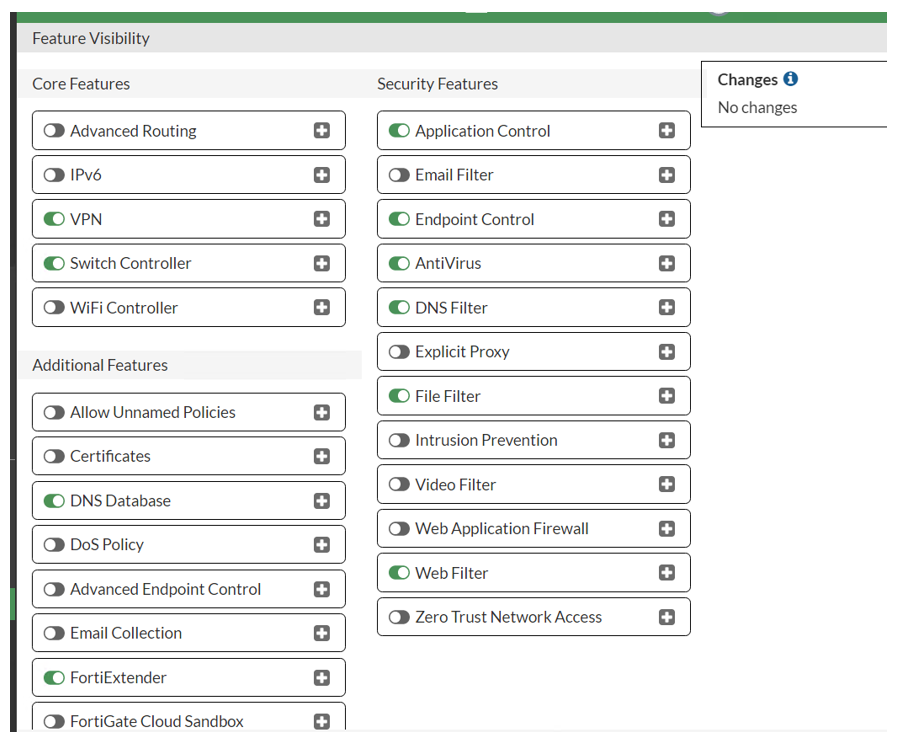 Feature Visibility
Core Features
Advanced Routing
IPv6
VPN
Switch Controller
WiFi Controller
Additional Features
Allow Unnamed Policies
Certificates
DNS Database
DoS Policy
Advanced Endpoint Control
Email Collection
FortiExtender
FortiGate Cloud Sandbox
Security Features
Application Control
Email Filter
Endpoint Control
AntiVirus
DNS Filter
Explicit Proxy
File Filter
Intrusion Prevention
Video Filter
Web Application Firewall
Web Filter
Zero Trust Network Access
Changes
No changes